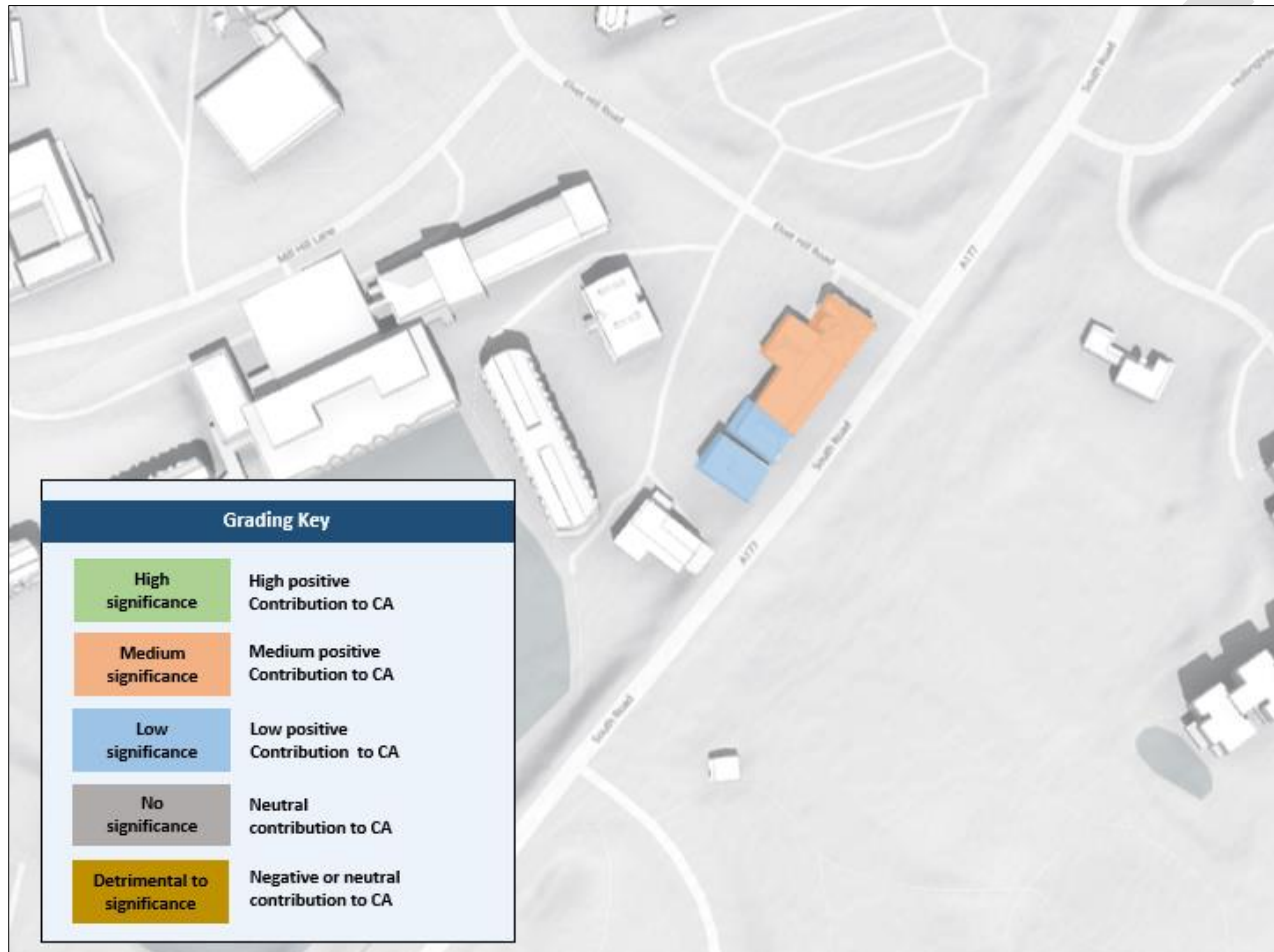 South Road
Elvet Hill Road
Mill Hill Lane
Elvet Hill Road
A177
South Road
A177
South Road
Grading Key
High
significance
High positive
Contribution to CA
Medium
significance
Medium positive
Contribution to CA
Low
significance
Low positive
Contribution to CA
No
significance
Neutral
contribution to CA
Detrimental to
significance
Negative or neutral
contribution to CA